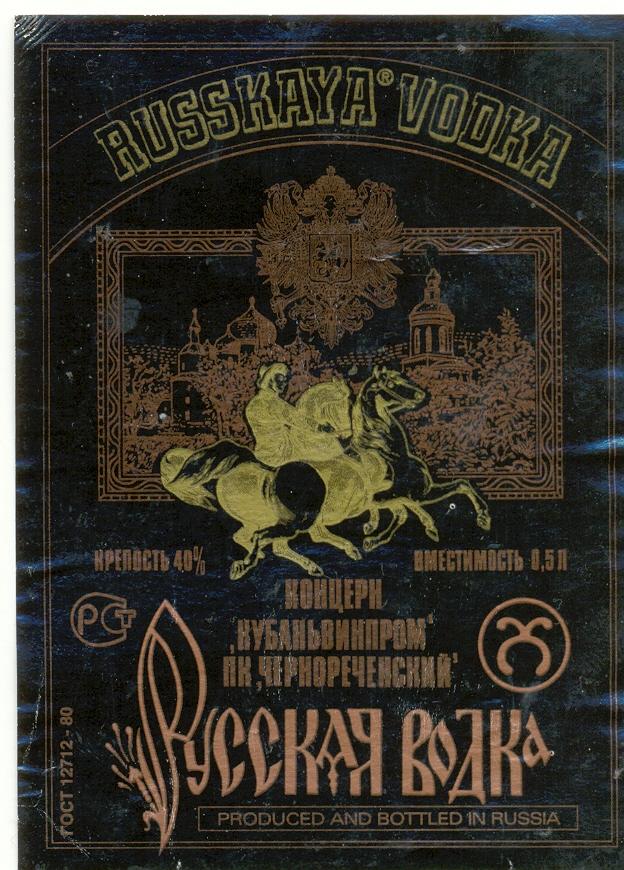 RUSSKAYA® VODKA
КРЕПОСТЬ 40%
ВМЕСТИМОСТЬ 0,5 Л
КОНЦЕРН
"КУБАНЬВИНПРОМ"
ПК "ЧЕРНОРЕЧЕНСКИЙ"
РСТ
РУССКАЯ ВОДКА
ГОСТ 12712-80
PRODUCED AND BOTTLED IN RUSSIA